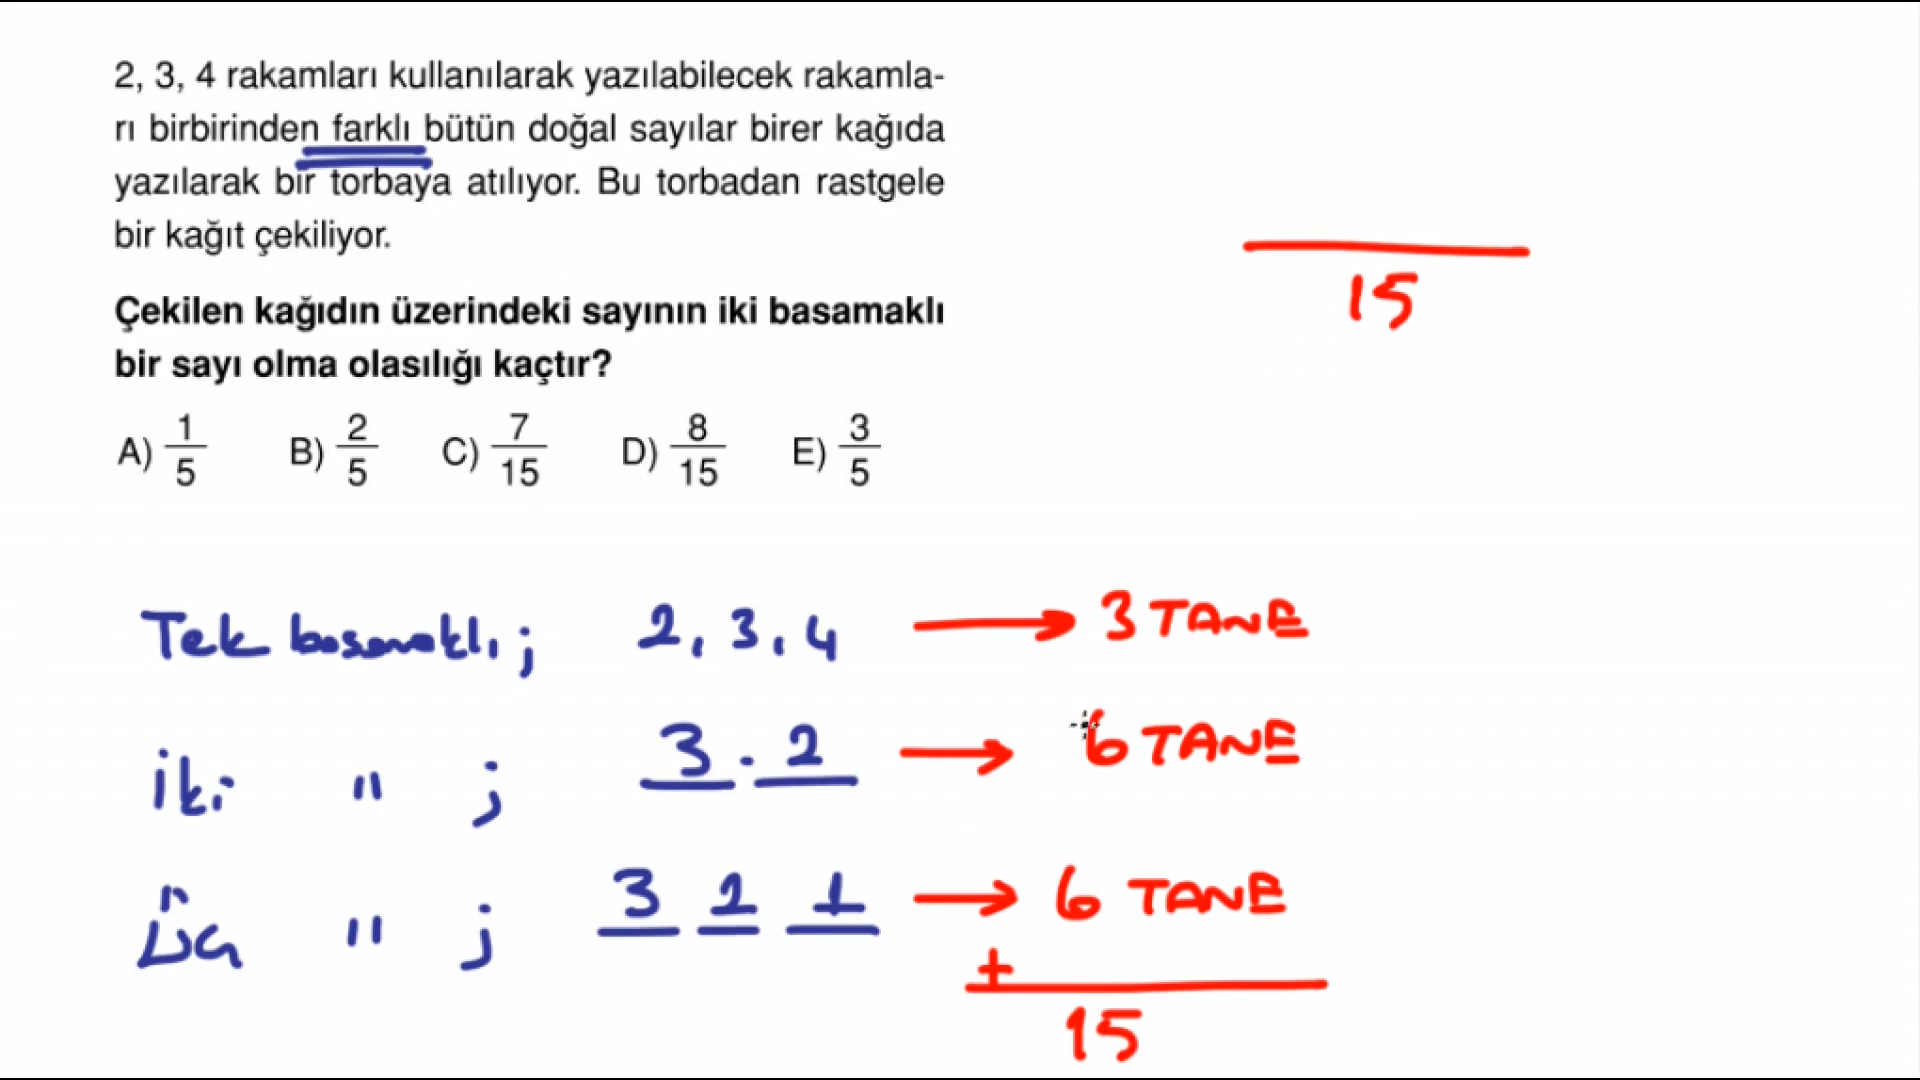 2, 3, 4 rakamları kullanılarak yazılabilecek rakamla-
rı birbirinden farklı bütün doğal sayılar birer kağıda
yazılarak bir torbaya atılıyor. Bu torbadan rastgele
bir kağıt çekiliyor.
Çekilen kağıdın üzerindeki sayının iki basamaklı
bir sayı olma olasılığı kaçtır?
A) 1/5 B) 2/5 C) 7/15 D) 8/15 E) 3/5
15
Tek basamaklı; 2, 3, 4 → 3 TANE
İki " ; 3 . 2 → 6 TANE
Üç " ; 3 2 1 → 6 TANE
+
15